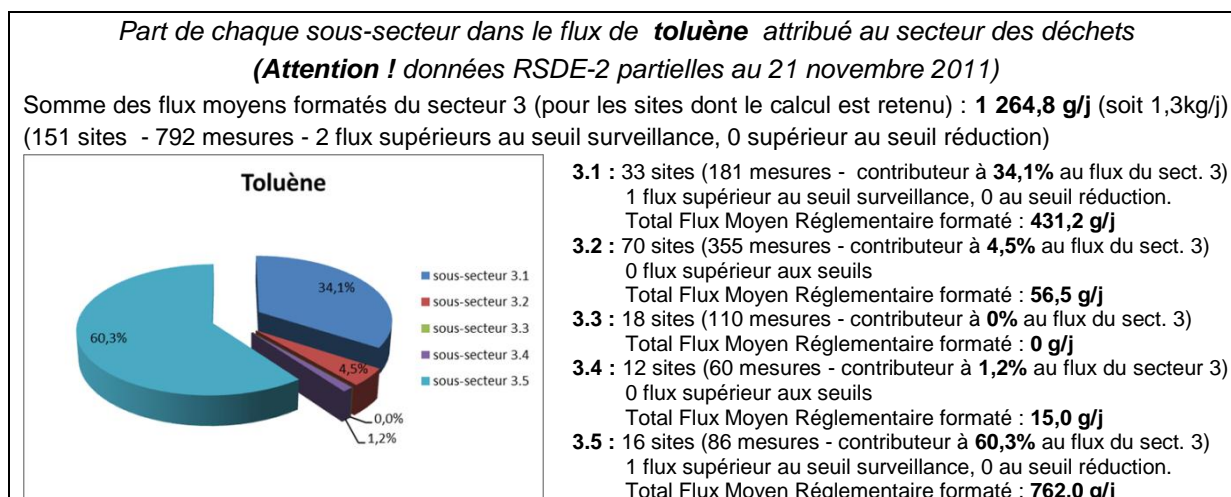 Part de chaque sous-secteur dans le flux de toluène attribué au secteur des déchets
(Attention ! données RSDE-2 partielles au 21 novembre 2011)
Somme des flux moyens formatés du secteur 3 (pour les sites dont le calcul est retenu) : 1 264,8 g/j (soit 1,3kg/j)
(151 sites - 792 mesures - 2 flux supérieurs au seuil surveillance, 0 supérieur au seuil réduction)
Toluène
34,1%
4,5%
0,0%
1,2%
60,3%
sous-secteur 3.1
sous-secteur 3.2
sous-secteur 3.3
sous-secteur 3.4
sous-secteur 3.5
3.1 : 33 sites (181 mesures - contributeur à 34,1% au flux du sect. 3)
1 flux supérieur au seuil surveillance, 0 au seuil réduction.
Total Flux Moyen Réglementaire formaté : 431,2 g/j
3.2 : 70 sites (355 mesures - contributeur à 4,5% au flux du sect. 3)
0 flux supérieur aux seuils
Total Flux Moyen Réglementaire formaté : 56,5 g/j
3.3 : 18 sites (110 mesures - contributeur à 0% au flux du sect. 3)
Total Flux Moyen Réglementaire formaté : 0 g/j
3.4 : 12 sites (60 mesures - contributeur à 1,2% au flux du secteur 3)
0 flux supérieur aux seuils
Total Flux Moyen Réglementaire formaté : 15,0 g/j
3.5 : 16 sites (86 mesures - contributeur à 60,3% au flux du sect. 3)
1 flux supérieur au seuil surveillance, 0 au seuil réduction.
Total Flux Moyen Réglementaire formaté : 762,0 g/j